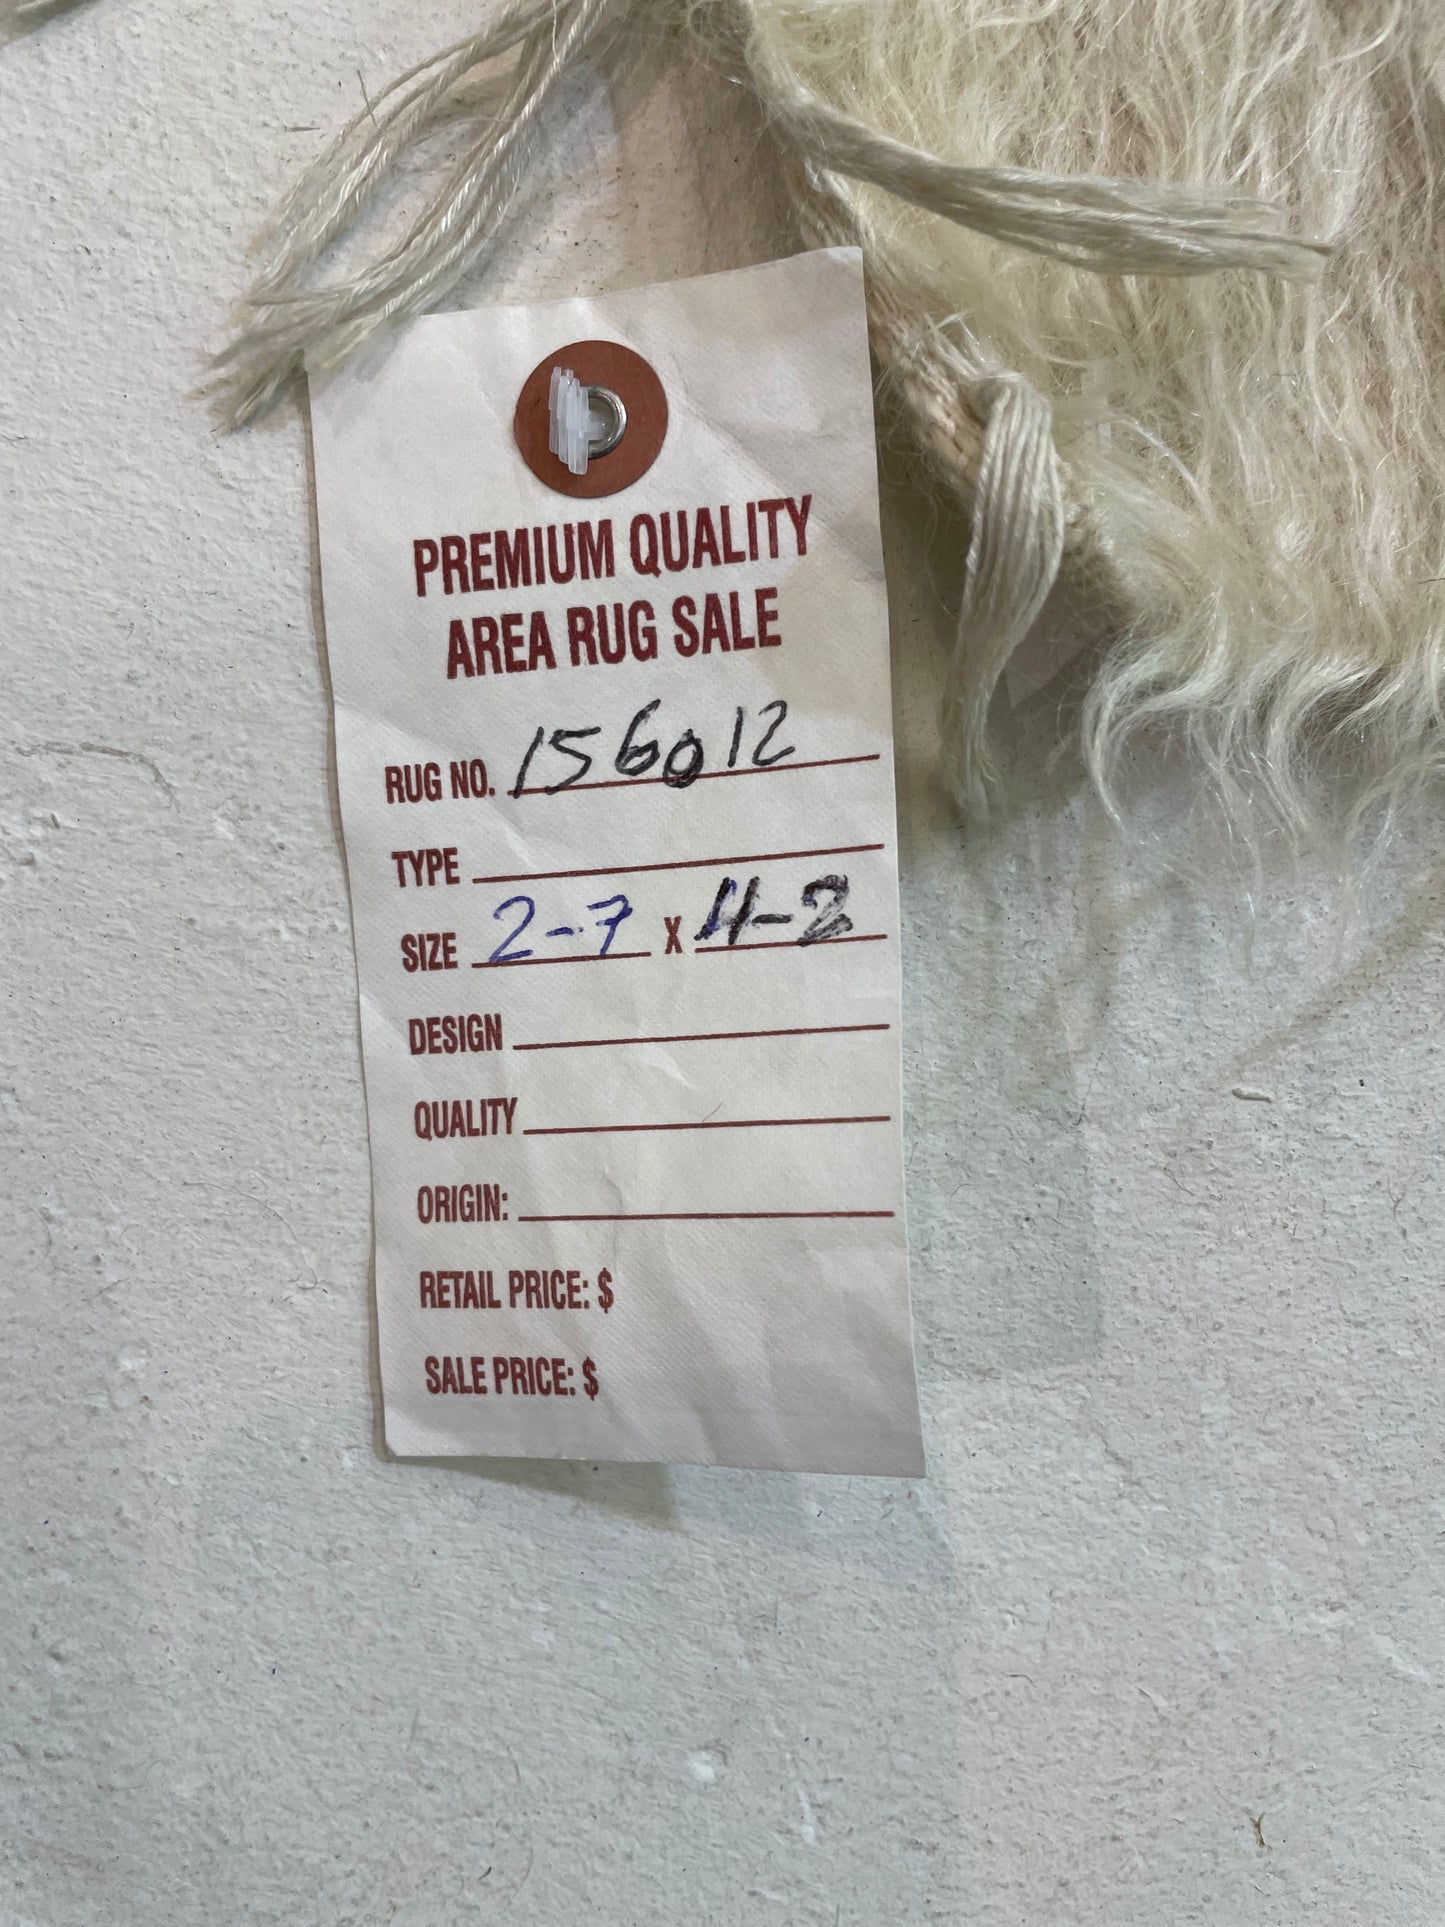 PREMIUM QUALITY
AREA RUG SALE
RUG NO. 156012
TYPE
SIZE 2-7 X 4-2
DESIGN
QUALITY
ORIGIN:
RETAIL PRICE: $
SALE PRICE: $